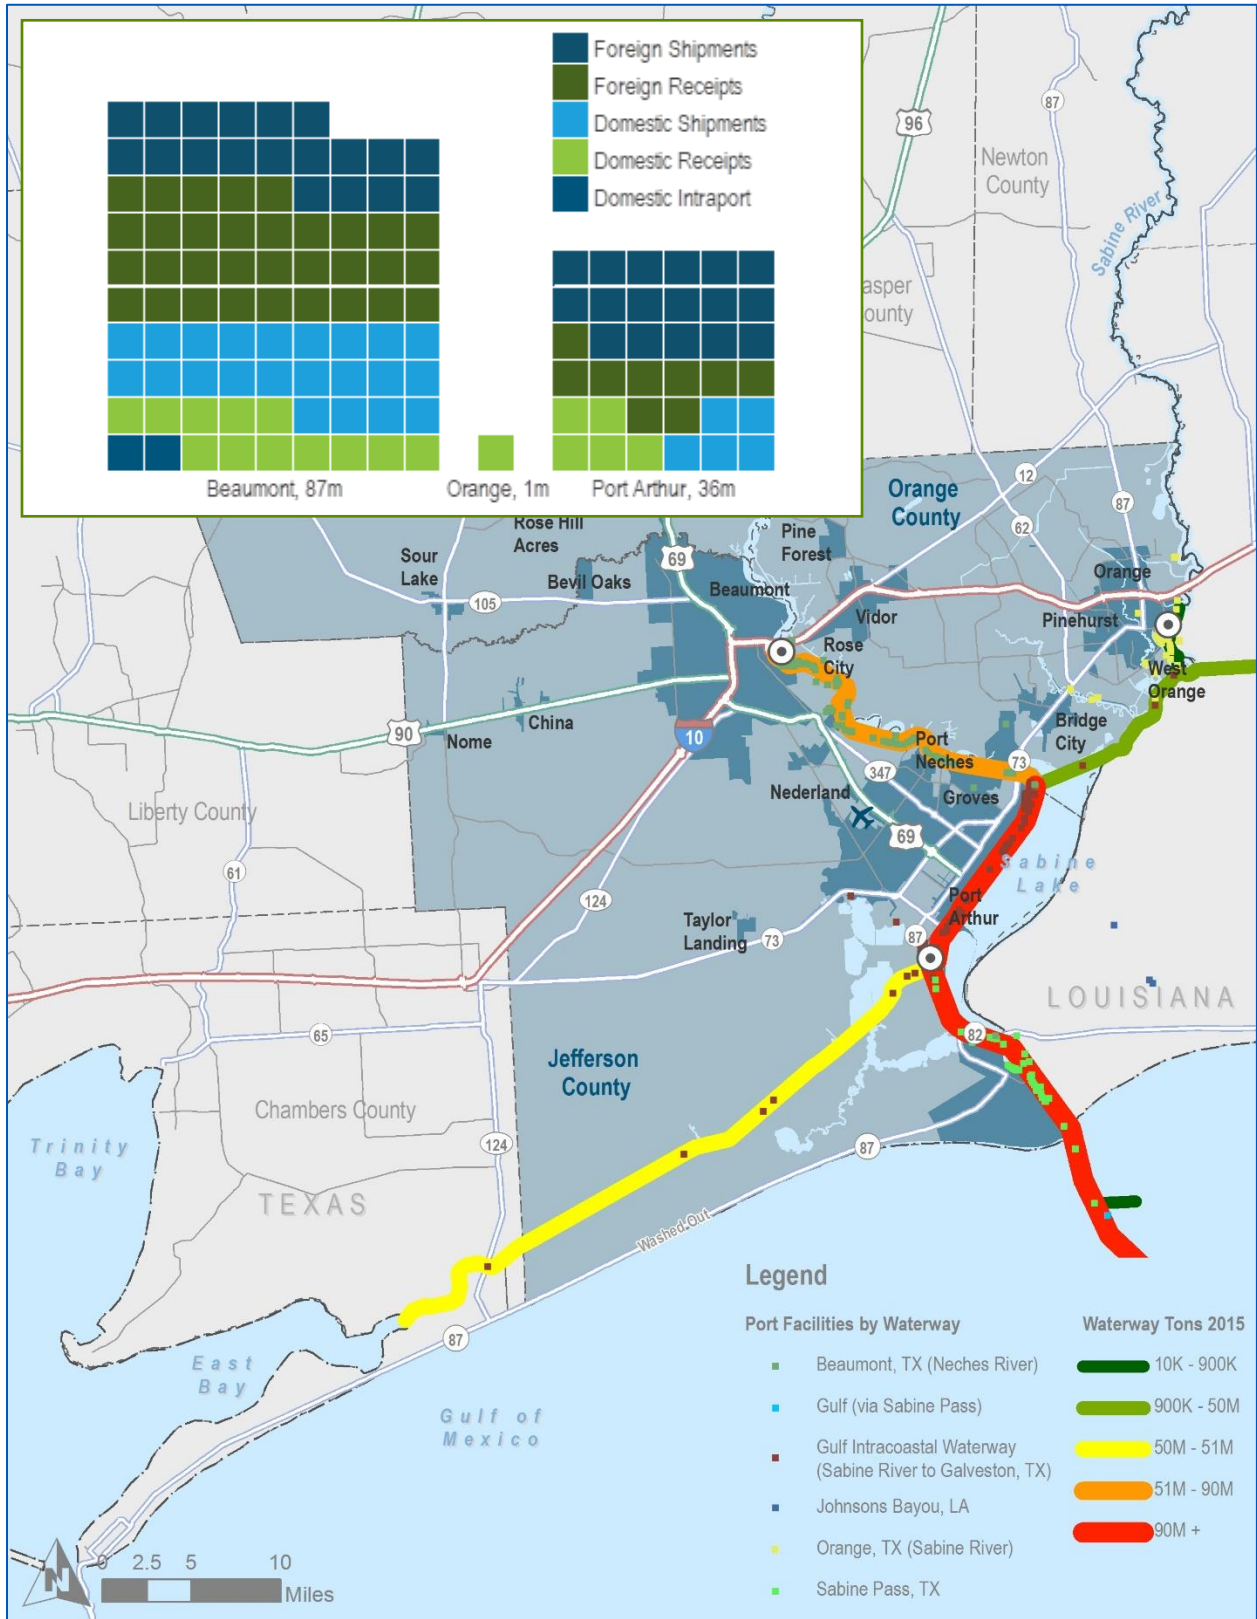 Foreign Shipments
Foreign Receipts
Domestic Shipments
Domestic Receipts
Domestic Intraport
Beaumont, 87m
Orange, 1m
Port Arthur, 36m
87
96
Newton
County
Sabine River
asper
ounty
Orange
County
12
87
62
Rose Hill
Acres
Sour
Lake
Bevil Oaks
69
Beaumont
Pine
Forest
Orange
105
Vidor
Pinehurst
Rose
City
West
Orange
China
90
Nome
10
Port
Neches
Bridge
City
73
347
Nederland
Groves
Liberty County
69
Sabine
Lake
61
124
Port
Arthur
Taylor
Landing
73
87
LOUISIANA
65
82
Jefferson
County
Chambers County
Trinity
Bay
124
87
TEXAS
Washed Out
87
East
Bay
Gulf of
Mexico
Legend
Port Facilities by Waterway
Beaumont, TX (Neches River)
Gulf (via Sabine Pass)
Gulf Intracoastal Waterway
(Sabine River to Galveston, TX)
Johnsons Bayou, LA
Orange, TX (Sabine River)
Sabine Pass, TX
Waterway Tons 2015
10K - 900K
900K - 50M
50M - 51M
51M - 90M
90M +
N
0 2.5 5 10
Miles